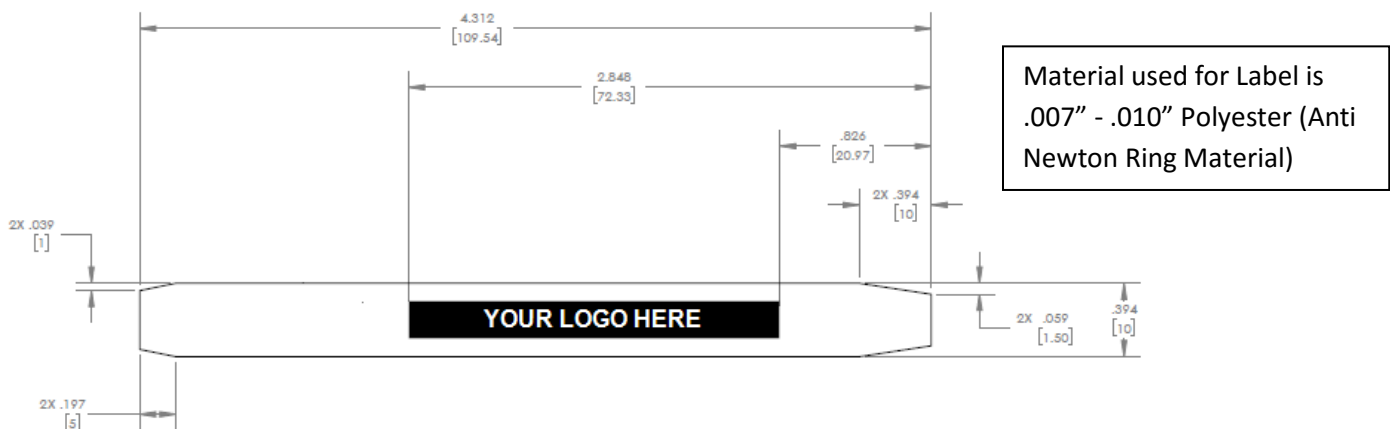 4.312
[109.54]
2.848
[72.33]
.826
[20.97]
2X .394
[10]
Material used for Label is
.007” - .010” Polyester (Anti
Newton Ring Material)
2X .039
[1]
YOUR LOGO HERE
2X .059
[1.50]
.394
[10]
2X .197
[5]